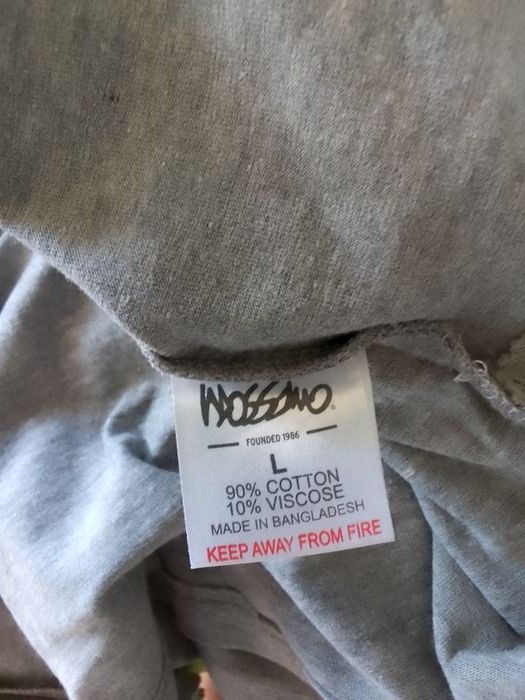 MOSSIMO
FOUNDED 1986
L
90% COTTON
10% VISCOSE
MADE IN BANGLADESH
KEEP AWAY FROM FIRE